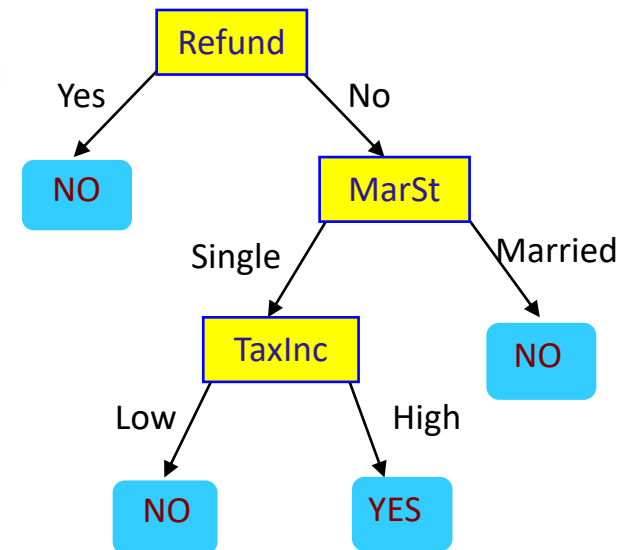 Refund
Yes
No
NO
MarSt
Single
Married
TaxInc
NO
Low
High
NO
YES